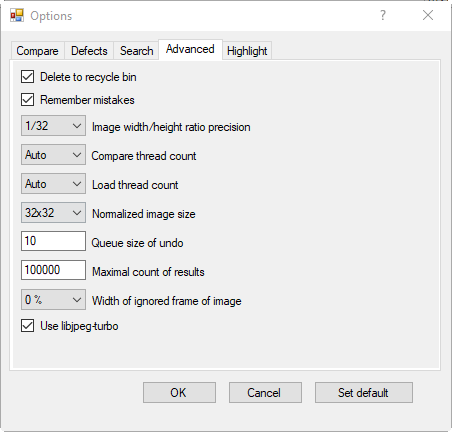 Options
?
Compare Defects Search Advanced Highlight
Delete to recycle bin
Remember mistakes
1/32 Image width/height ratio precision
Auto Compare thread count
Auto Load thread count
32x32 Normalized image size
10 Queue size of undo
100000 Maximal count of results
0 % Width of ignored frame of image
Use libjpeg-turbo
OK Cancel Set default